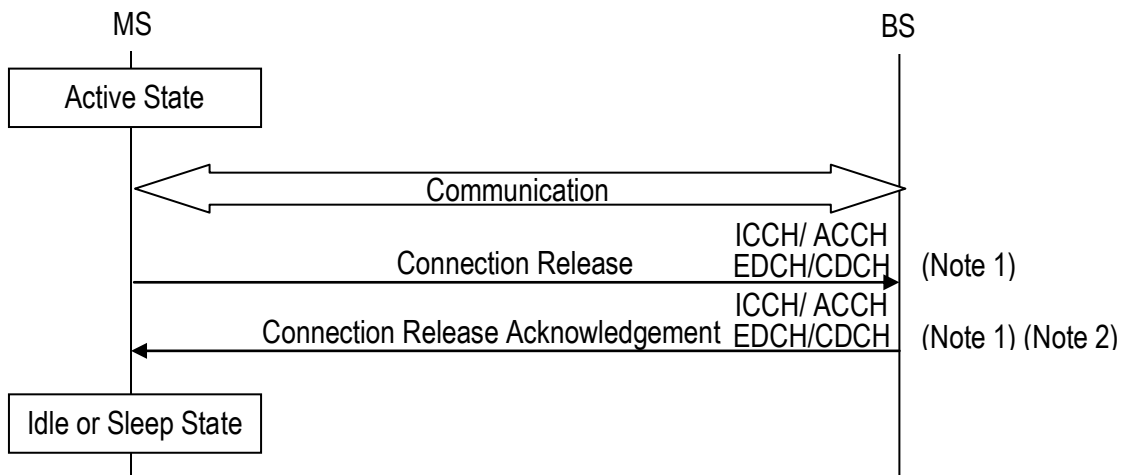 MS
BS
Active State
Communication
ICCH/ ACCH
Connection Release EDCH/CDCH (Note 1)
ICCH/ ACCH
Connection Release Acknowledgement EDCH/CDCH (Note 1) (Note 2)
Idle or Sleep State